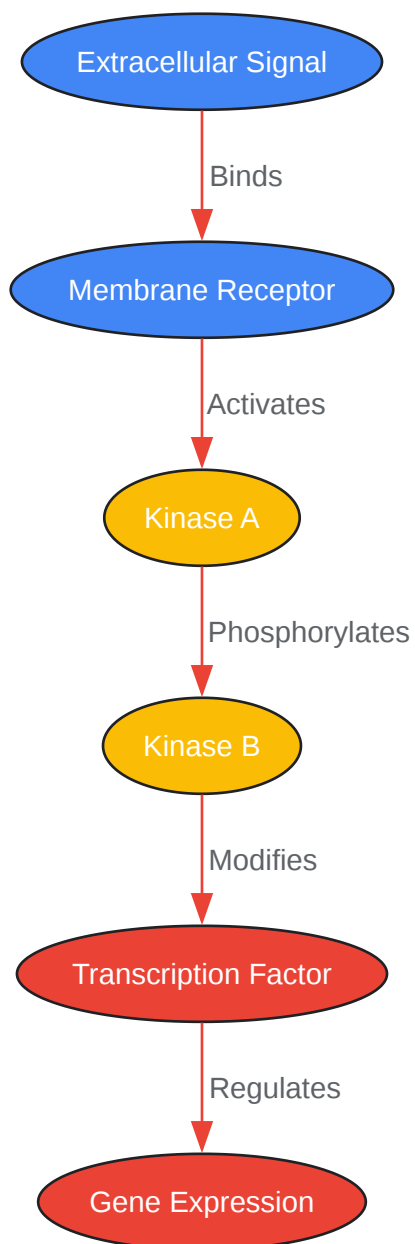 Extracellular Signal
Binds
Membrane Receptor
Activates
Kinase A
Phosphorylates
Kinase B
Modifies
Transcription Factor
Regulates
Gene Expression